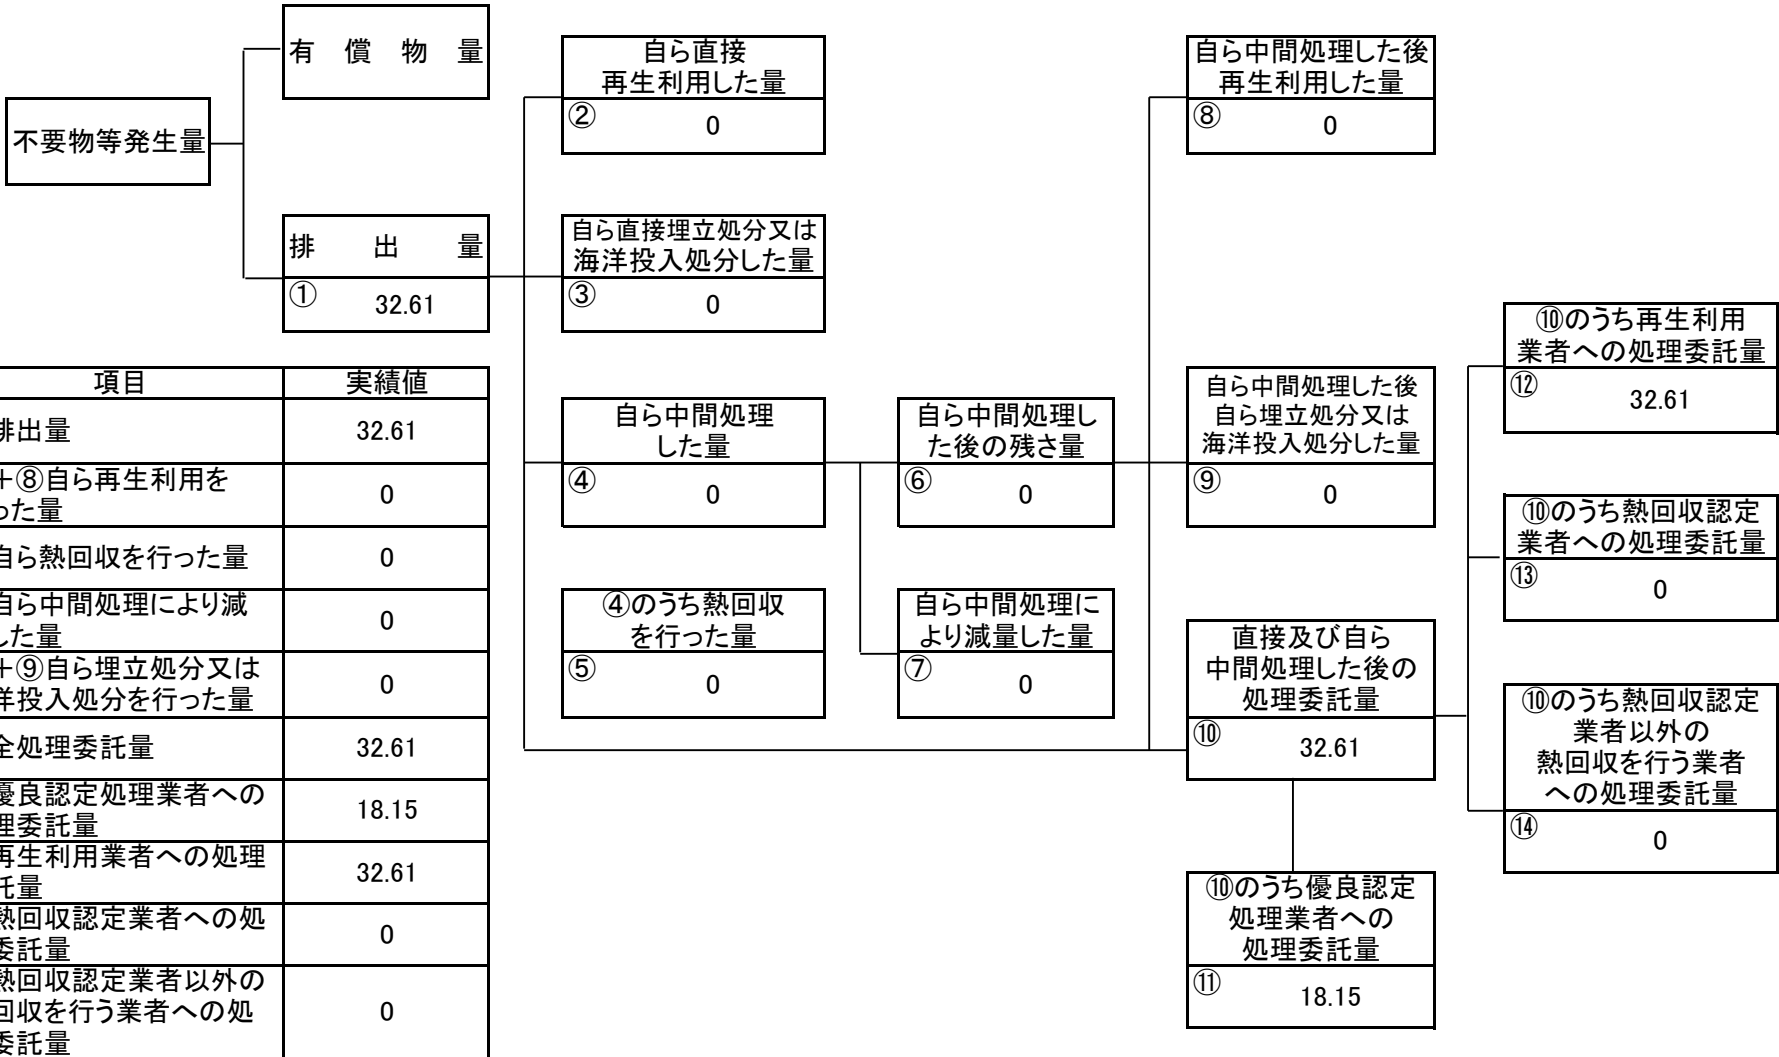 有償物量
不要物等発生量
排出量
① 32.61
自ら直接
再生利用した量
② 0
自ら直接埋立処分又は
海洋投入処分した量
③ 0
自ら中間処理
した量
④ 0
④のうち熱回収
を行った量
⑤ 0
自ら中間処理し
た後の残さ量
⑥ 0
自ら中間処理に
より減量した量
⑦ 0
自ら中間処理した後
再生利用した量
⑧ 0
自ら中間処理した後
自ら埋立処分又は
海洋投入処分した量
⑨ 0
直接及び自ら
中間処理した後の
処理委託量
⑩ 32.61
⑩のうち優良認定
処理業者への
処理委託量
⑪ 18.15
⑩のうち再生利用
業者への処理委託量
⑫ 32.61
⑩のうち熱回収認定
業者への処理委託量
⑬ 0
⑩のうち熱回収認定
業者以外の
熱回収を行う業者
への処理委託量
⑭ 0
項目 実績値
排出量 32.61
+⑧自ら再生利用を
った量 0
自ら熱回収を行った量 0
自ら中間処理により減
した量 0
+⑨自ら埋立処分又は
洋投入処分を行った量 0
全処理委託量 32.61
優良認定処理業者への
理委託量 18.15
再生利用業者への処理
託量 32.61
熱回収認定業者への処
委託量 0
熱回収認定業者以外の
回収を行う業者への処
委託量 0